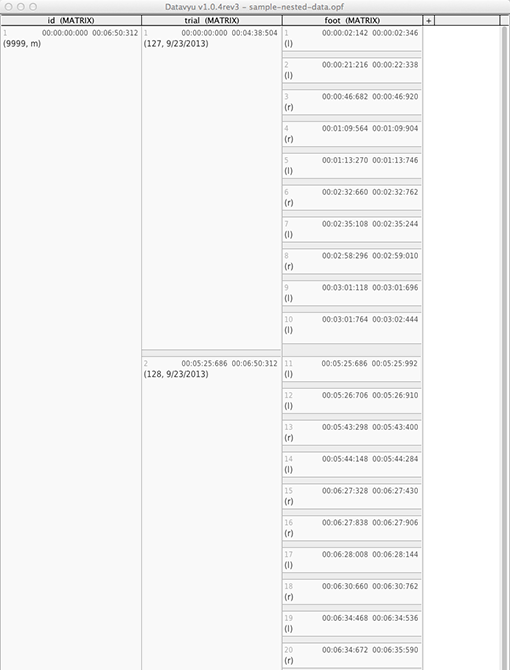 Datavyu v1.0.4rev3 – sample-nested-data.opf
id (MATRIX) trial (MATRIX) foot (MATRIX) +
1 00:00:00:000 00:06:50:312
(9999, m)
1 00:00:00:000 00:04:38:504
(127, 9/23/2013)
2 00:05:25:686 00:06:50:312
(128, 9/23/2013)
1 00:00:02:142 00:00:02:346
(l)
2 00:00:21:216 00:00:22:338
(l)
3 00:00:46:682 00:00:46:920
(r)
4 00:01:09:564 00:01:09:904
(r)
5 00:01:13:270 00:01:13:746
(l)
6 00:02:32:660 00:02:32:762
(r)
7 00:02:35:108 00:02:35:244
(l)
8 00:02:58:296 00:02:59:010
(r)
9 00:03:01:118 00:03:01:696
(l)
10 00:03:01:764 00:03:02:444
(l)
11 00:05:25:686 00:05:25:992
(l)
12 00:05:26:706 00:05:26:910
(l)
13 00:05:43:298 00:05:43:400
(r)
14 00:05:44:148 00:05:44:284
(l)
15 00:06:27:328 00:06:27:430
(r)
16 00:06:27:838 00:06:27:906
(r)
17 00:06:28:008 00:06:28:144
(l)
18 00:06:30:660 00:06:30:762
(r)
19 00:06:34:468 00:06:34:536
(l)
20 00:06:34:672 00:06:35:590
(r)